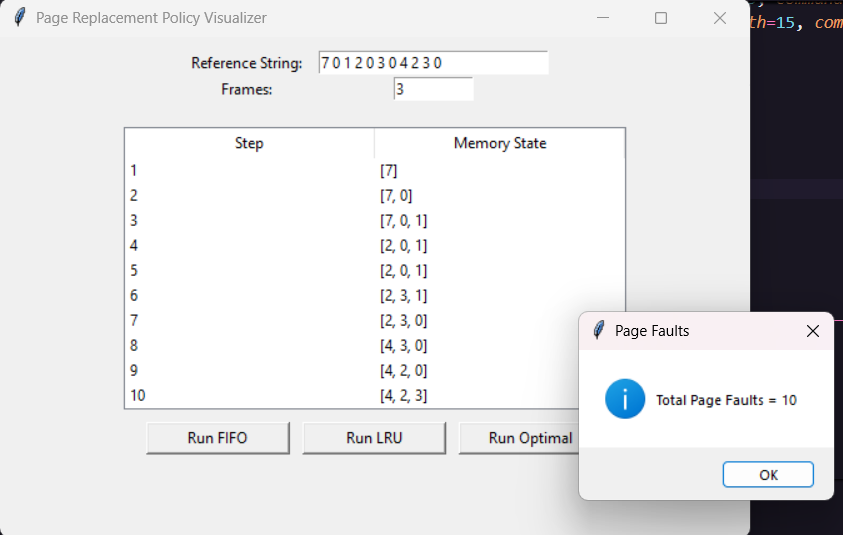 Page Replacement Policy Visualizer
th=15, com
Reference String: 7 0 1 2 0 3 0 4 2 3 0
Frames: 3
Step Memory State
1 [7]
2 [7, 0]
3 [7, 0, 1]
4 [2, 0, 1]
5 [2, 0, 1]
6 [2, 3, 1]
7 [2, 3, 0]
8 [4, 3, 0]
9 [4, 2, 0]
10 [4, 2, 3]
Run FIFO Run LRU Run Optimal
Page Faults
Total Page Faults = 10
OK